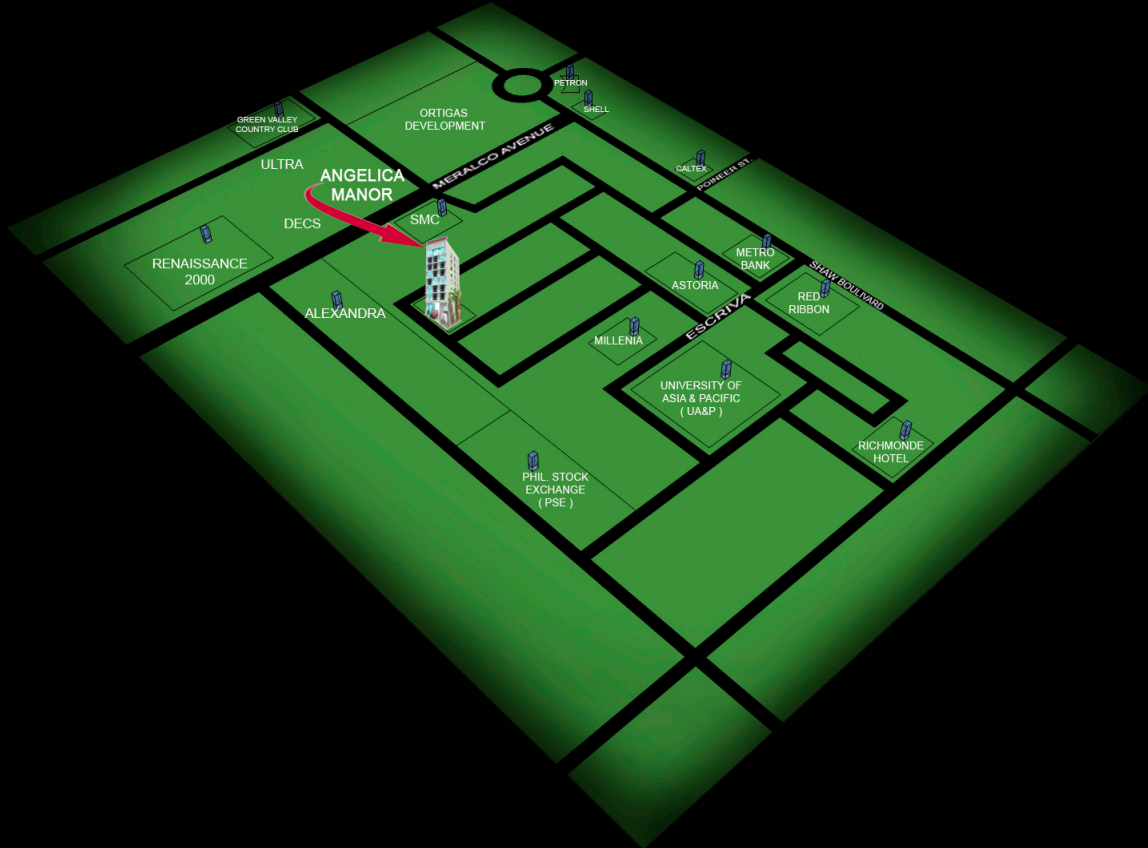 PETRON
SHELL
GREEN VALLEY
COUNTRY CLUB
ORTIGAS
DEVELOPMENT
MERALCO AVENUE
ULTRA
ANGELICA
MANOR
CALTEX
POINEER ST.
SMC
DECS
RENAISSANCE
2000
METRO
BANK
SHAW BOULIVARD
ASTORIA
RED
RIBBON
ALEXANDRA
ESCRIVA
MILLENIA
UNIVERSITY OF
ASIA & PACIFIC
( UA&P )
RICHMONDE
HOTEL
PHIL. STOCK
EXCHANGE
( PSE )